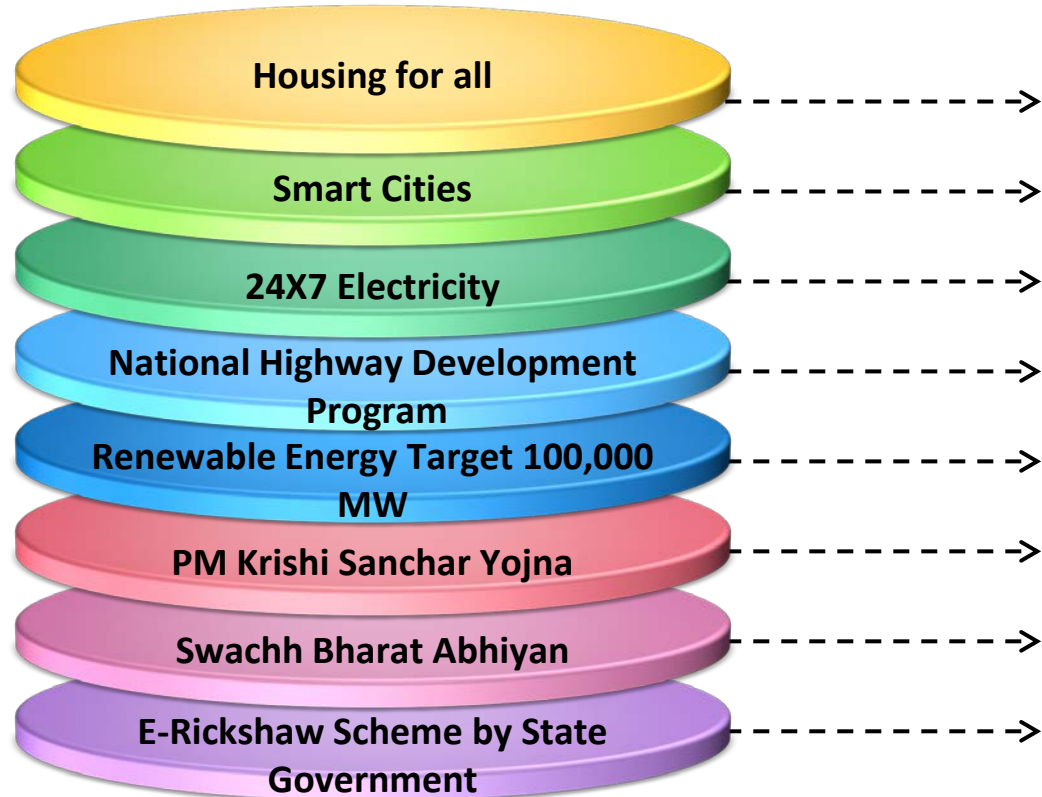 Housing for all
Smart Cities
24X7 Electricity
National Highway Development
Program
Renewable Energy Target 100,000
MW
PM Krishi Sanchar Yojna
Swachh Bharat Abhiyan
E-Rickshaw Scheme by State
Government